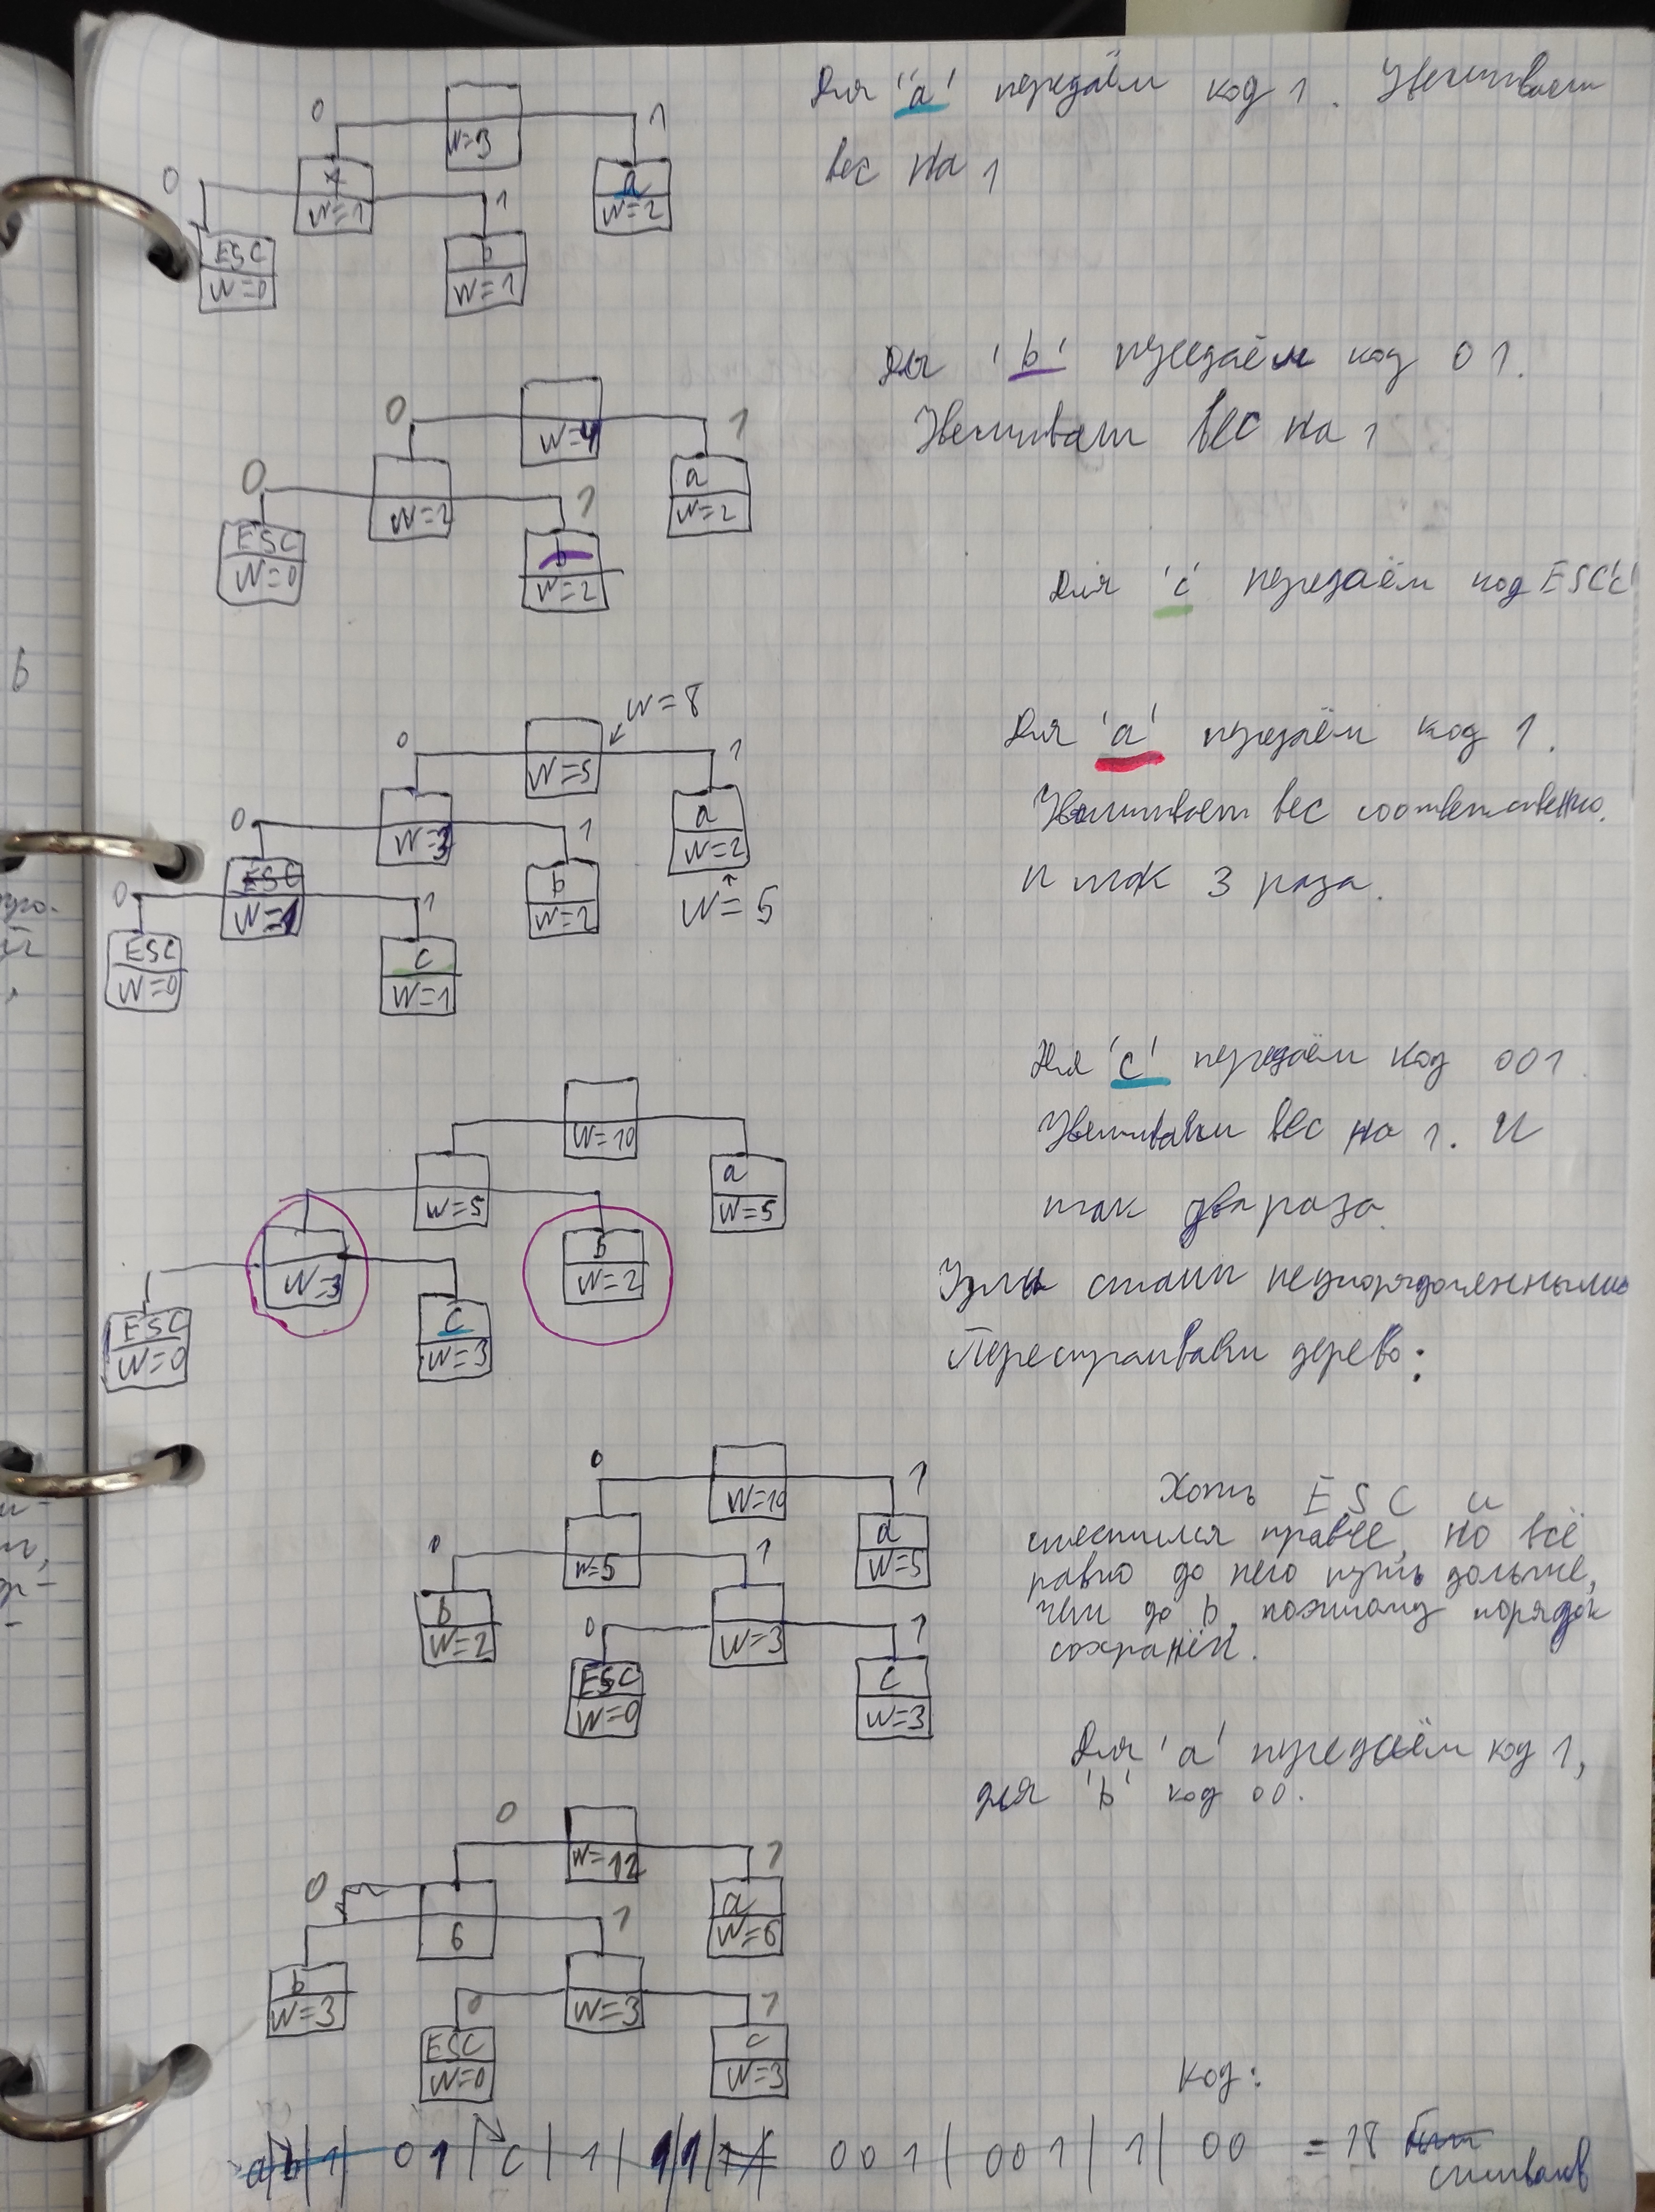 Для 'a' передаём код 1. Увеличиваем
вес на 1
0
W=3
1
0
x
W=1
1
a
W=2
ESC
W=0
b
W=1
Для 'b' передаём код 01.
Увеличиваем вес на 1
0
W=4
1
0
W=2
1
a
W=2
ESC
W=0
b
W=2
Для 'c' передаём код ESC'c'
W=8
0
W=5
1
Для 'a' передаём код 1.
Увеличиваем вес соответственно.
и так 3 раза.
0
W=3
1
a
W=2
W=5
0
ESC
W=1
1
b
W=2
ESC
W=0
c
W=1
Для 'c' передаём код 001
Увеличиваем вес на 1. И
так два раза.
Узлы стали неупорядоченными
Перестраиваем дерево:
W=10
W=5
a
W=5
W=3
b
W=2
ESC
W=0
c
W=3
0
W=10
1
Хоть ESC и
сместился правее, но всё
равно до него путь дольше,
чем до b, поэтому порядок
сохранён.
0
W=5
1
a
W=5
b
W=2
0
W=3
1
ESC
W=0
c
W=3
Для 'a' передаём код 1,
для 'b' код 00.
0
W=12
1
0
6
1
a
W=6
b
W=3
0
W=3
1
ESC
W=0
c
W=3
Код:
a|b|1| 01 | c | 1 | 1|1| 001 | 001 | 1 | 00 = 18 бит
символов